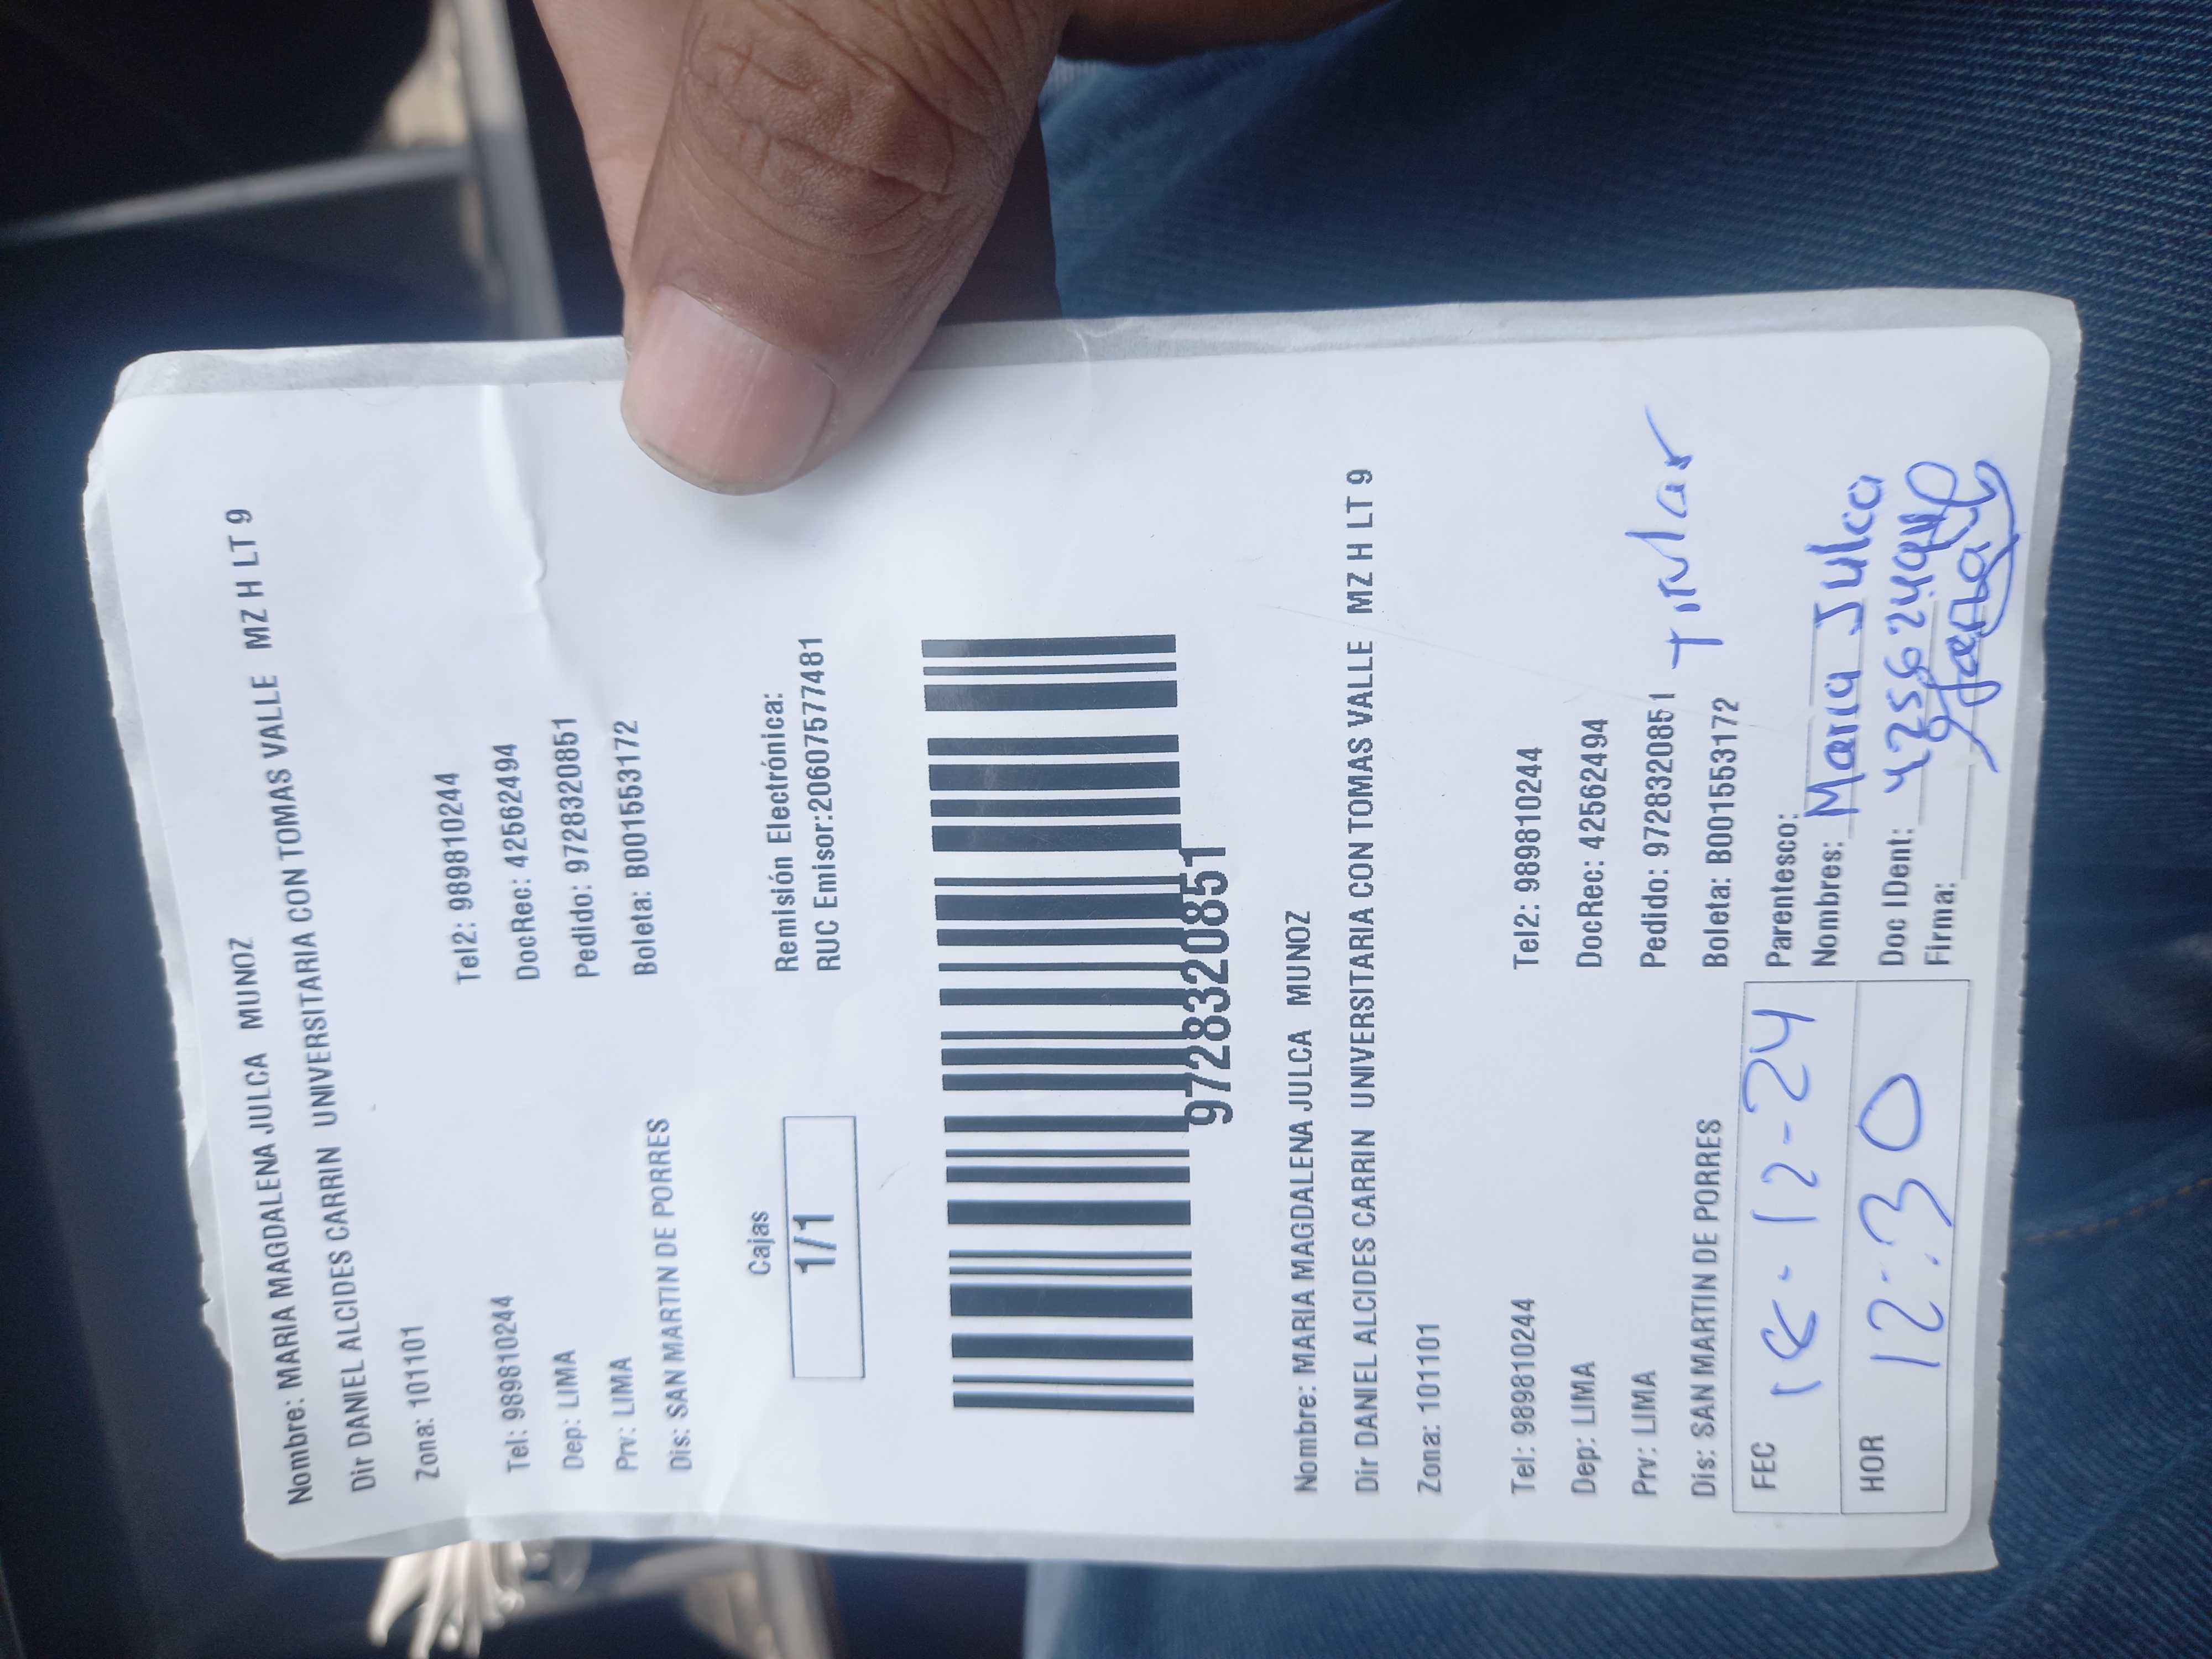 Nombre: MARIA MAGDALENA JULCA MUNOZ
Dir DANIEL ALCIDES CARRIN UNIVERSITARIA CON TOMAS VALLE MZ H LT 9
Zona: 101101
Tel: 989810244 Tel2: 989810244
Dep: LIMA DocRec: 42562494
Prv: LIMA Pedido: 9728320851
Dis: SAN MARTIN DE PORRES Boleta: B001553172
Cajas Remisión Electrónica:
1/1 RUC Emisor:20607577481
9728320851
Nombre: MARIA MAGDALENA JULCA MUNOZ
Dir DANIEL ALCIDES CARRIN UNIVERSITARIA CON TOMAS VALLE MZ H LT 9
Zona: 101101
Tel: 989810244 Tel2: 989810244
Dep: LIMA DocRec: 42562494
Prv: LIMA Pedido: 9728320851
Dis: SAN MARTIN DE PORRES Boleta: B001553172
Titular
FEC -12-24 Parentesco:
Nombres: Maria Julca
HOR 12:30 Doc IDent: 42562494
Firma: